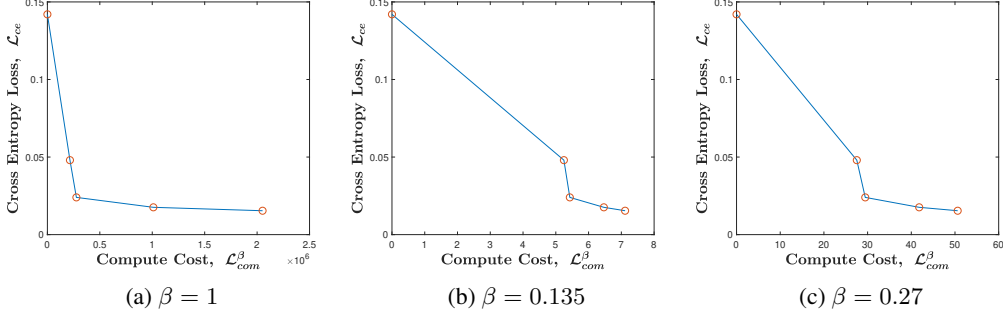 Cross Entropy Loss, ℒce
0.15
0.1
0.05
0
0 0.5 1 1.5 2 2.5
×10⁶
Compute Cost, ℒ^β_com
(a) β = 1
Cross Entropy Loss, ℒce
0.15
0.1
0.05
0
0 1 2 3 4 5 6 7 8
Compute Cost, ℒ^β_com
(b) β = 0.135
Cross Entropy Loss, ℒce
0.15
0.1
0.05
0
0 10 20 30 40 50 60
Compute Cost, ℒ^β_com
(c) β = 0.27